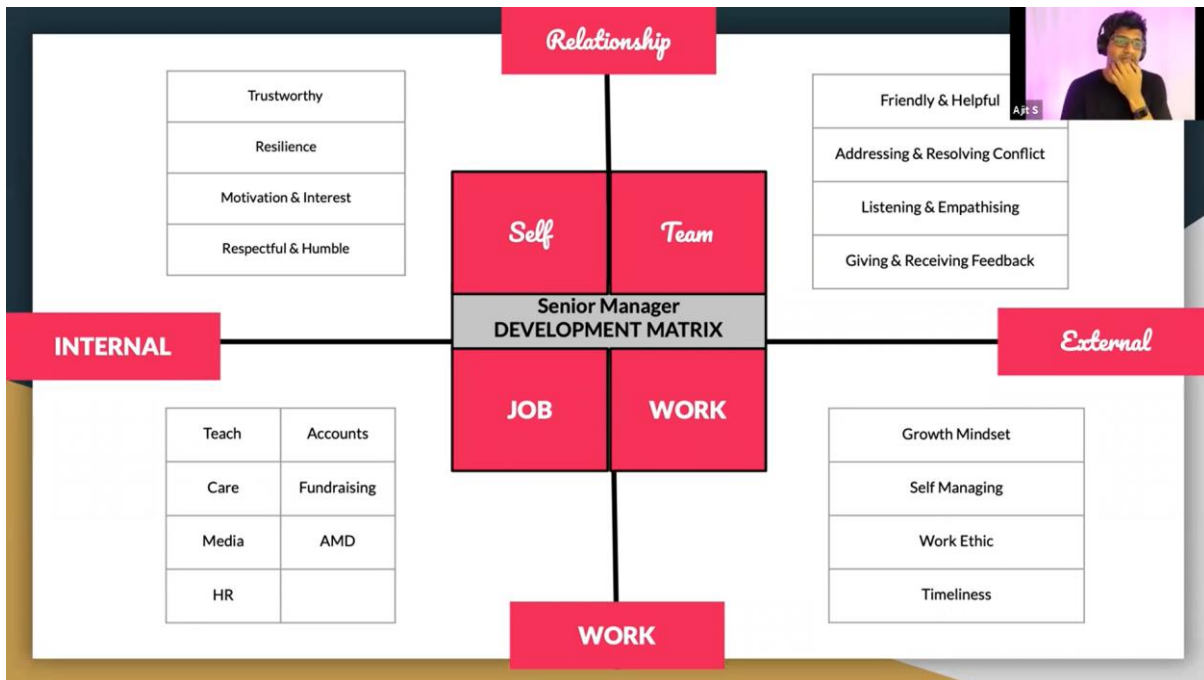 Relationship
Trustworthy
Resilience
Motivation & Interest
Respectful & Humble
Friendly & Helpful
Addressing & Resolving Conflict
Listening & Empathising
Giving & Receiving Feedback
Ajit S
Self
Team
Senior Manager
DEVELOPMENT MATRIX
INTERNAL
External
JOB
WORK
Teach
Accounts
Care
Fundraising
Media
AMD
HR
Growth Mindset
Self Managing
Work Ethic
Timeliness
WORK